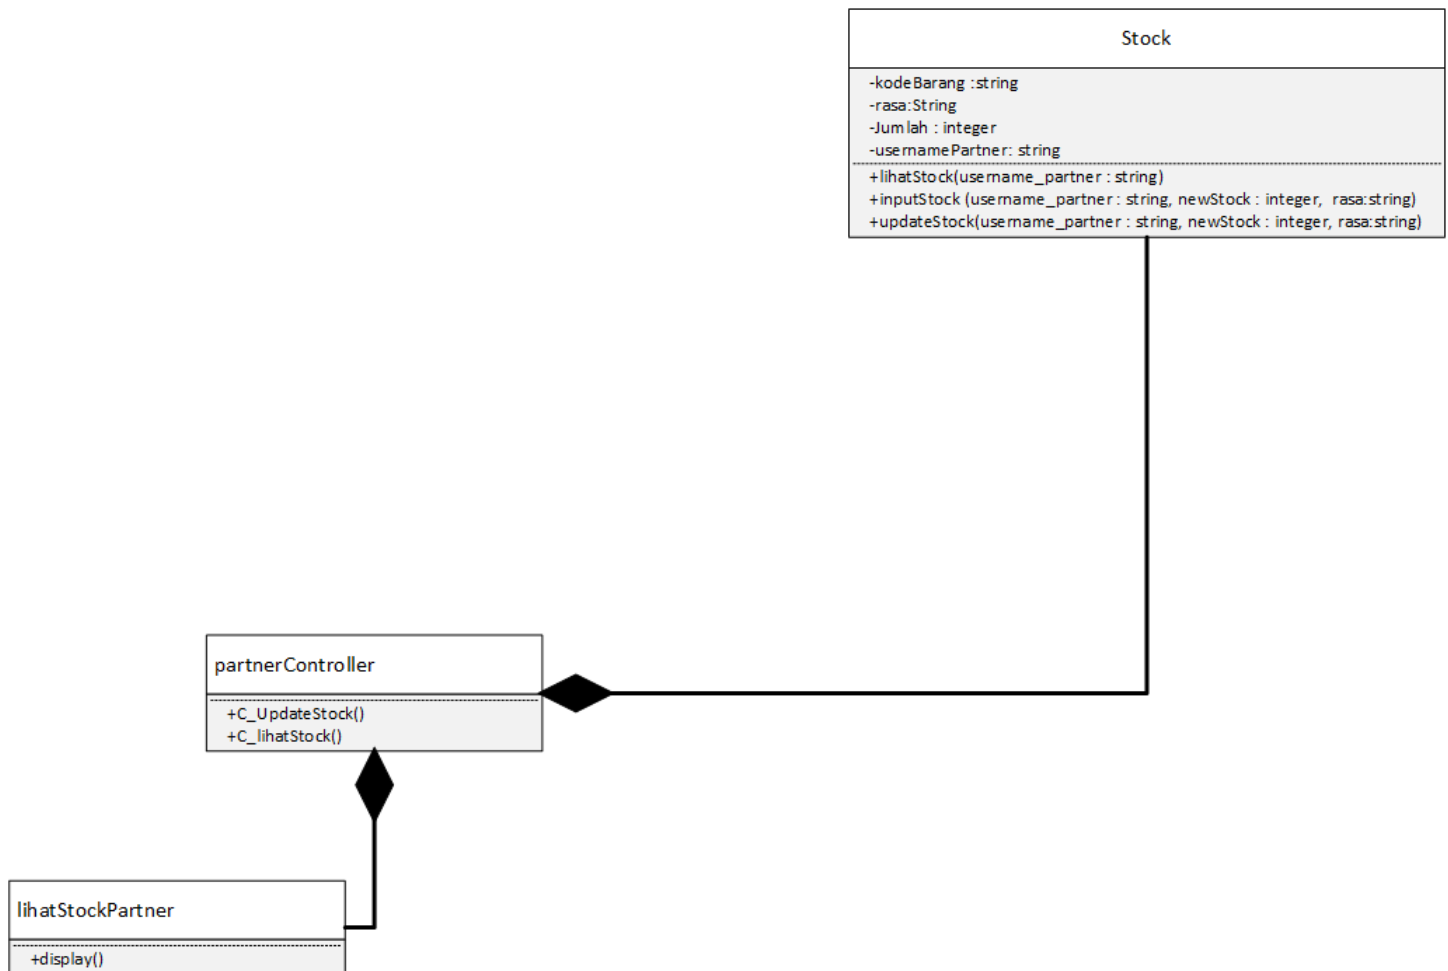 Stock
-kodeBarang :string
-rasa:String
-Jumlah : integer
-usernamePartner: string
+lihatStock(username_partner : string)
+inputStock (username_partner : string, newStock : integer, rasa:string)
+updateStock(username_partner : string, newStock : integer, rasa:string)
partnerController
+C_UpdateStock()
+C_lihatStock()
lihatStockPartner
+display()